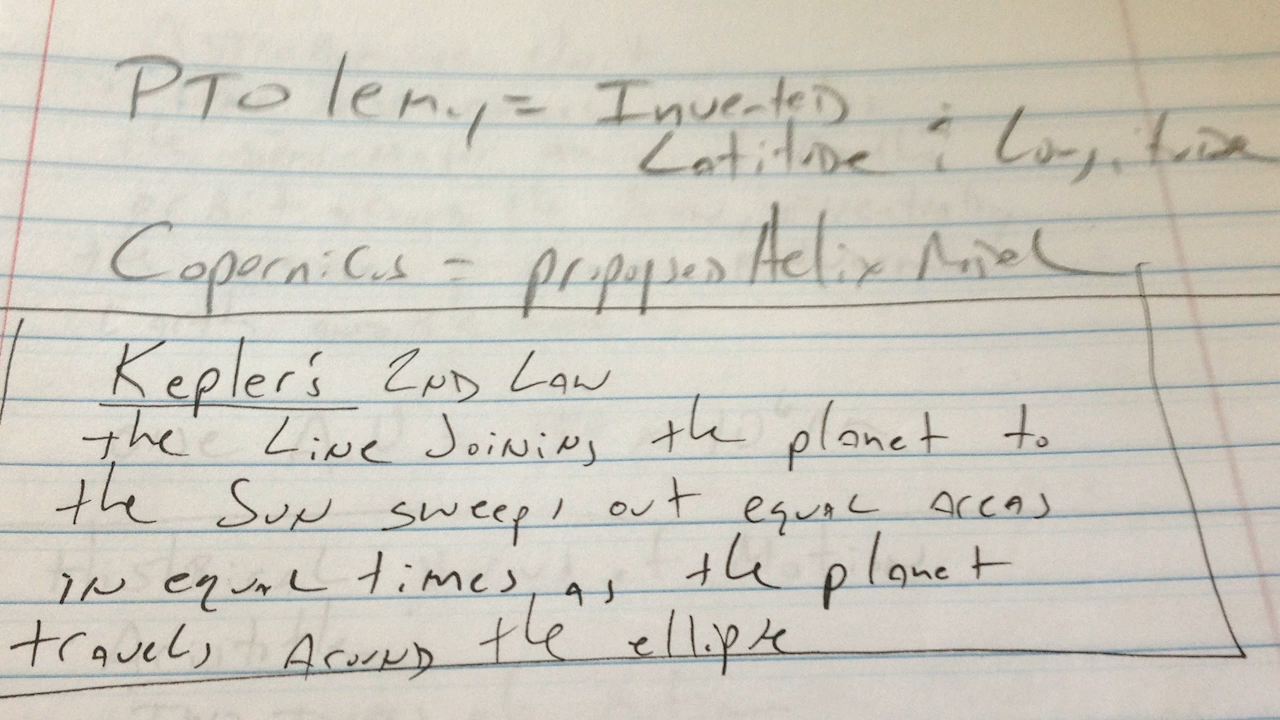 PTOlemy = InventeD
Latitude & Longitude
Copernicus = proposed Helix Model
Kepler's 2ND LAW
the LiNE JoiNiNg the planet to
the SUN sweeps out equal areas
iN equal times as the planet
travels AroUND the ellipse